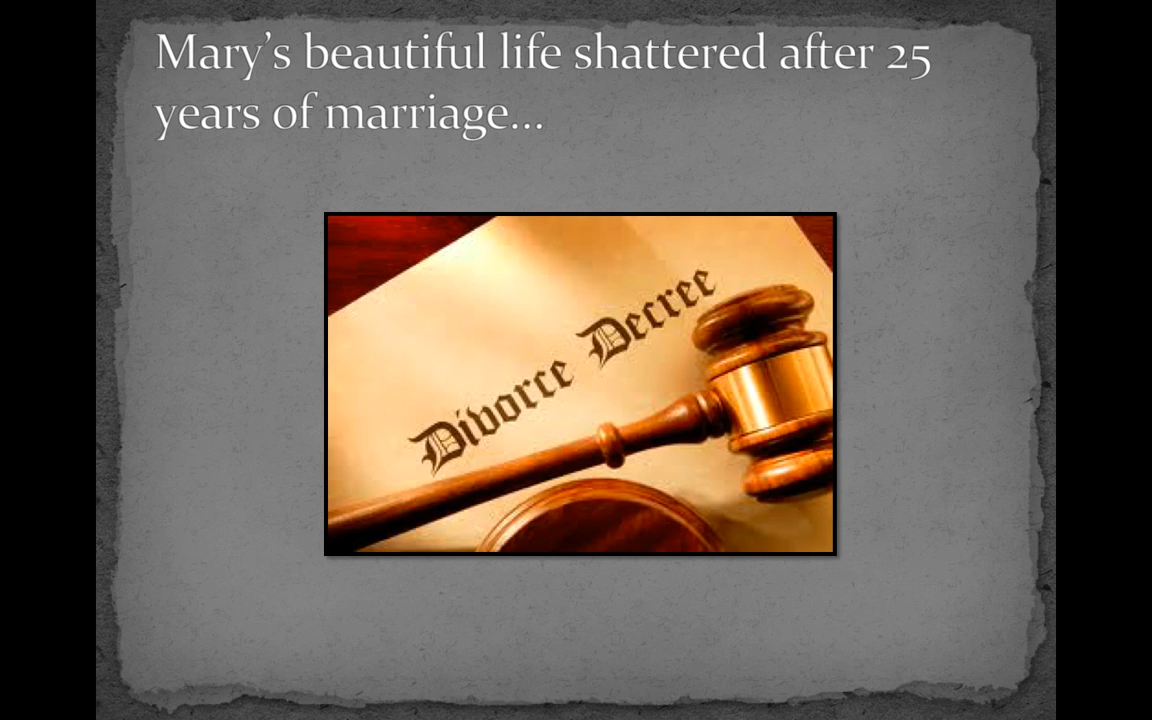 Mary’s beautiful life shattered after 25
years of marriage...
Divorce Decree